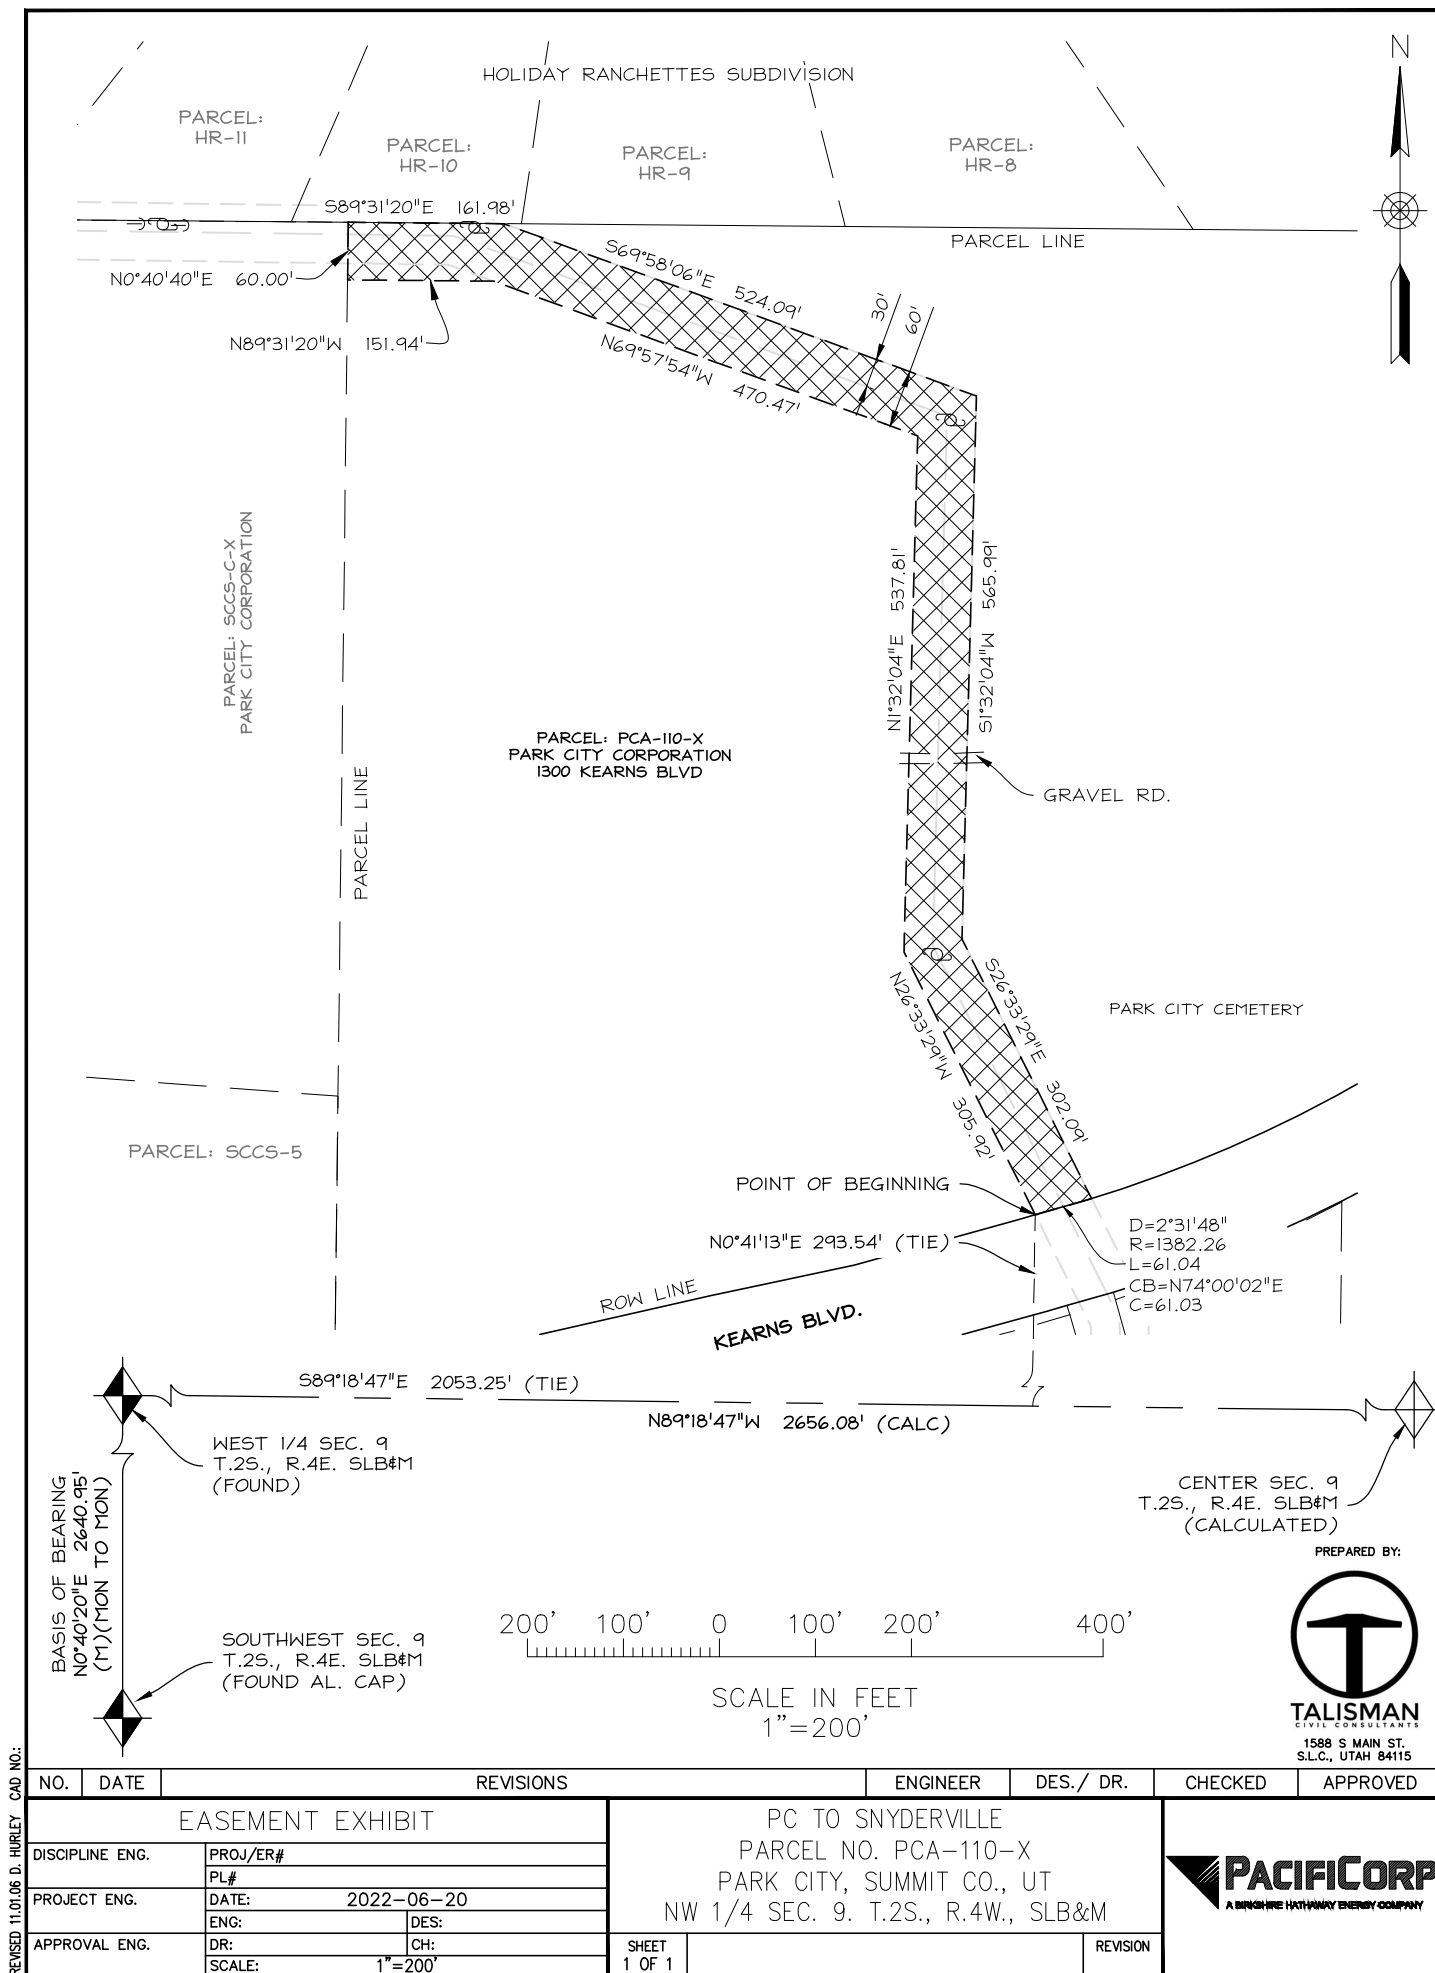 HOLIDAY RANCHETTES SUBDIVISION
N
PARCEL:
HR-11
PARCEL:
HR-10
PARCEL:
HR-9
PARCEL:
HR-8
S89°31'20"E 161.98'
PARCEL LINE
N0°40'40"E 60.00'
S69°58'06"E 524.09'
30'
60'
N89°31'20"W 151.94'
N69°57'54"W 470.47'
PARCEL: SCCS-C-X
PARK CITY CORPORATION
N1°32'04"E 537.81'
S1°32'04"W 565.99'
PARCEL: PCA-110-X
PARK CITY CORPORATION
1300 KEARNS BLVD
PARCEL LINE
GRAVEL RD.
N26°33'29"W 305.92'
S26°33'29"E 302.09'
PARK CITY CEMETERY
PARCEL: SCCS-5
POINT OF BEGINNING
N0°41'13"E 293.54' (TIE)
D=2°31'48"
R=1382.26
L=61.04
CB=N74°00'02"E
C=61.03
ROW LINE
KEARNS BLVD.
S89°18'47"E 2053.25' (TIE)
N89°18'47"W 2656.08' (CALC)
WEST 1/4 SEC. 9
T.2S., R.4E. SLB&M
(FOUND)
CENTER SEC. 9
T.2S., R.4E. SLB&M
(CALCULATED)
BASIS OF BEARING
N0°40'20"E 2640.95'
(M)(MON TO MON)
SOUTHWEST SEC. 9
T.2S., R.4E. SLB&M
(FOUND AL. CAP)
200' 100' 0 100' 200' 400'
SCALE IN FEET
1"=200'
PREPARED BY:
TALISMAN
CIVIL CONSULTANTS
1588 S MAIN ST.
S.L.C., UTAH 84115
REVISED 11.01.06 D. HURLEY CAD NO.:
NO. DATE REVISIONS ENGINEER DES./ DR. CHECKED APPROVED
EASEMENT EXHIBIT
DISCIPLINE ENG.
PROJ/ER#
PL#
PROJECT ENG.
DATE: 2022-06-20
ENG: DES:
APPROVAL ENG.
DR: CH:
SCALE: 1"=200'
PC TO SNYDERVILLE
PARCEL NO. PCA-110-X
PARK CITY, SUMMIT CO., UT
NW 1/4 SEC. 9. T.2S., R.4W., SLB&M
SHEET
1 OF 1
REVISION
PACIFICORP
A BERKSHIRE HATHAWAY ENERGY COMPANY